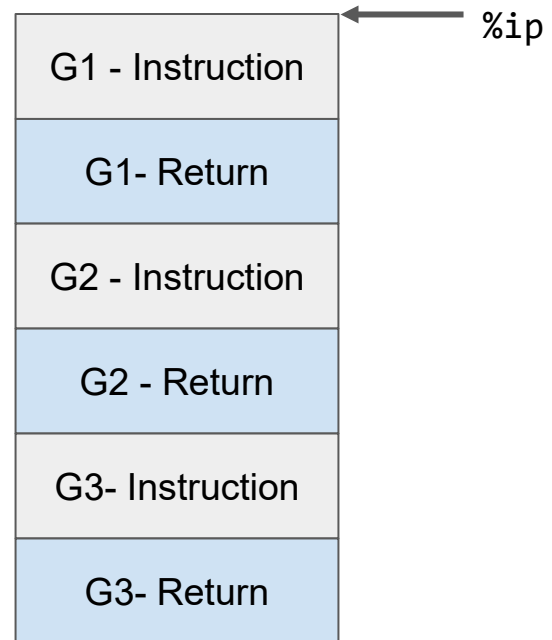 %ip
G1 - Instruction
G1- Return
G2 - Instruction
G2 - Return
G3- Instruction
G3- Return